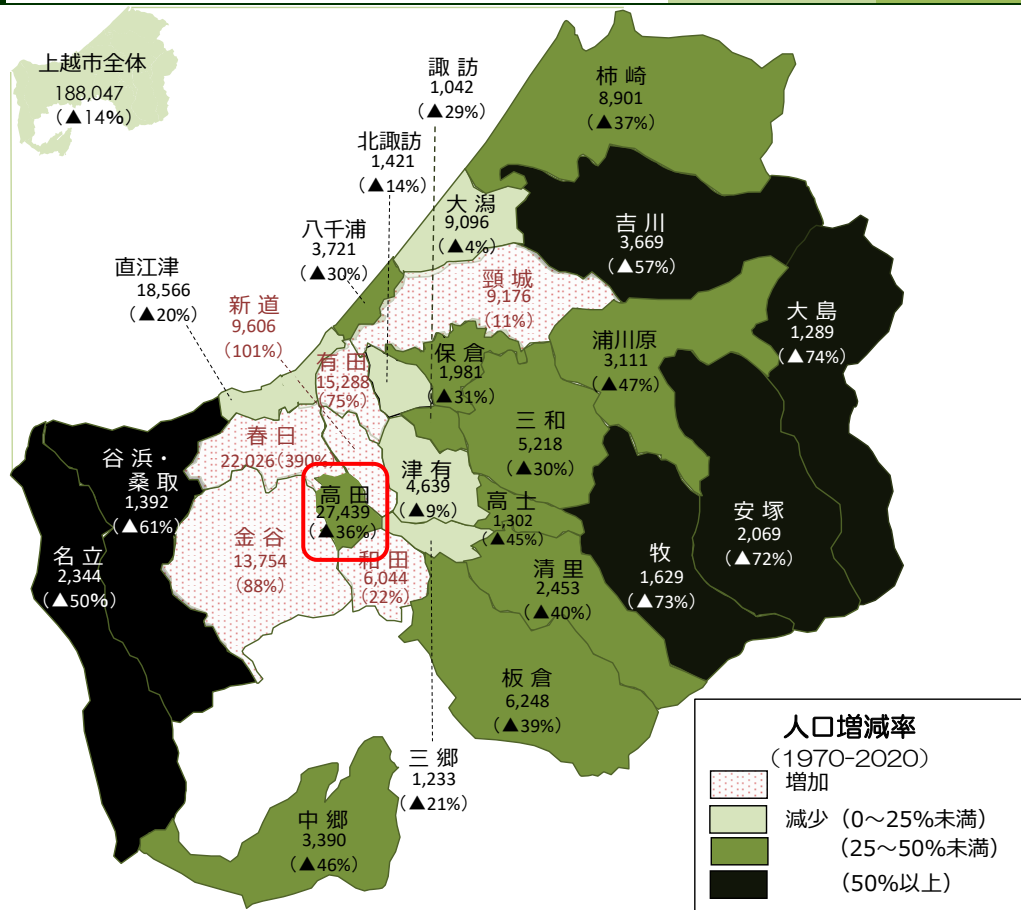 上越市全体
188,047
(▲14%)
諏 訪
1,042
(▲29%)
柿 崎
8,901
(▲37%)
北諏訪
1,421
(▲14%)
大 潟
9,096
(▲4%)
吉 川
3,669
(▲57%)
八千浦
3,721
(▲30%)
直江津
18,566
(▲20%)
頸 城
9,176
(11%)
新 道
9,606
(101%)
大 島
1,289
(▲74%)
浦川原
3,111
(▲47%)
保 倉
1,981
(▲31%)
有 田
15,288
(75%)
三 和
5,218
(▲30%)
春 日
22,026(390%)
谷 浜・
桑 取
1,392
(▲61%)
津 有
4,639
(▲9%)
高 田
27,439
(▲36%)
高 士
1,302
(▲45%)
安 塚
2,069
(▲72%)
金 谷
13,754
(88%)
和 田
6,044
(22%)
名 立
2,344
(▲50%)
清 里
2,453
(▲40%)
牧
1,629
(▲73%)
板 倉
6,248
(▲39%)
三 郷
1,233
(▲21%)
中 郷
3,390
(▲46%)
人口増減率
(1970-2020)
増加
減少 (0~25%未満)
(25~50%未満)
(50%以上)